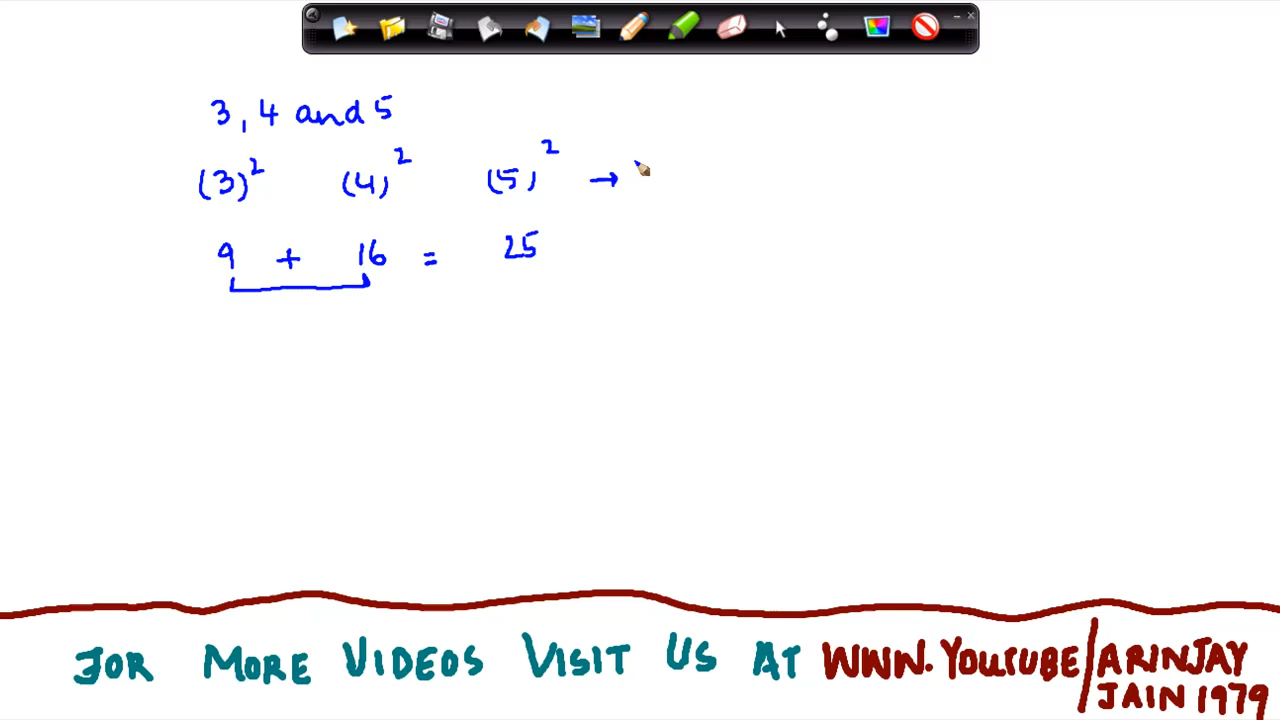 3, 4 and 5
(3)² (4)² (5)² →
9 + 16 = 25
FOR MORE VIDEOS VISIT US AT WWW.YOUTUBE/ARINJAY
JAIN 1979